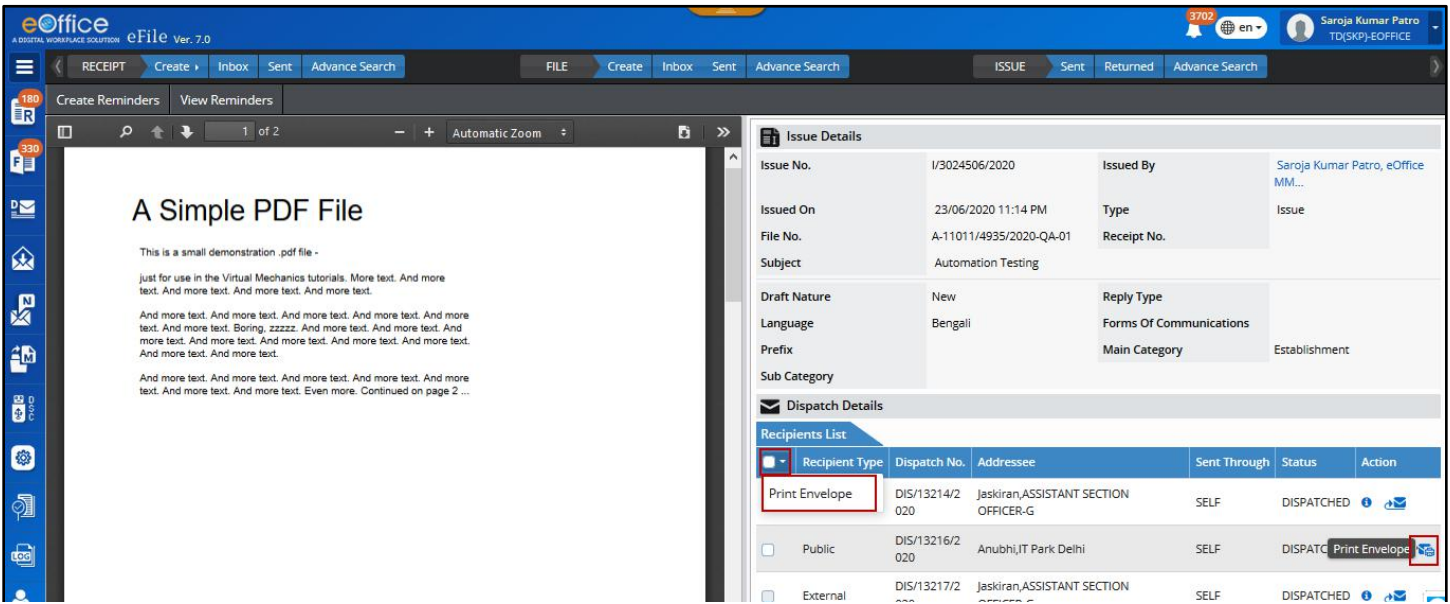 eOffice
A DIGITAL WORKPLACE SOLUTION eFile Ver. 7.0
3702
en
Saroja Kumar Patro
TD(SKP)-EOFFICE
RECEIPT Create Inbox Sent Advance Search FILE Create Inbox Sent Advance Search ISSUE Sent Returned Advance Search
180
R
Create Reminders View Reminders
330
F
D
N
M
DSC
LOG
1 of 2 − + Automatic Zoom
A Simple PDF File
This is a small demonstration .pdf file -
just for use in the Virtual Mechanics tutorials. More text. And more
text. And more text. And more text. And more text.
And more text. And more text. And more text. And more text. And more
text. And more text. Boring, zzzzz. And more text. And more text. And
more text. And more text. And more text. And more text. And more text.
And more text. And more text.
And more text. And more text. And more text. And more text. And more
text. And more text. And more text. Even more. Continued on page 2 ...
Issue Details
Issue No. I/3024506/2020 Issued By Saroja Kumar Patro, eOffice
MM...
Issued On 23/06/2020 11:14 PM Type Issue
File No. A-11011/4935/2020-QA-01 Receipt No.
Subject Automation Testing
Draft Nature New Reply Type
Language Bengali Forms Of Communications
Prefix Main Category Establishment
Sub Category
Dispatch Details
Recipients List
Recipient Type Dispatch No. Addressee Sent Through Status Action
Print Envelope DIS/13214/2 Jaskiran,ASSISTANT SECTION
020 OFFICER-G SELF DISPATCHED
Public DIS/13216/2
020 Anubhi,IT Park Delhi SELF DISPATC Print Envelope
External DIS/13217/2 Jaskiran,ASSISTANT SECTION
SELF DISPATCHED